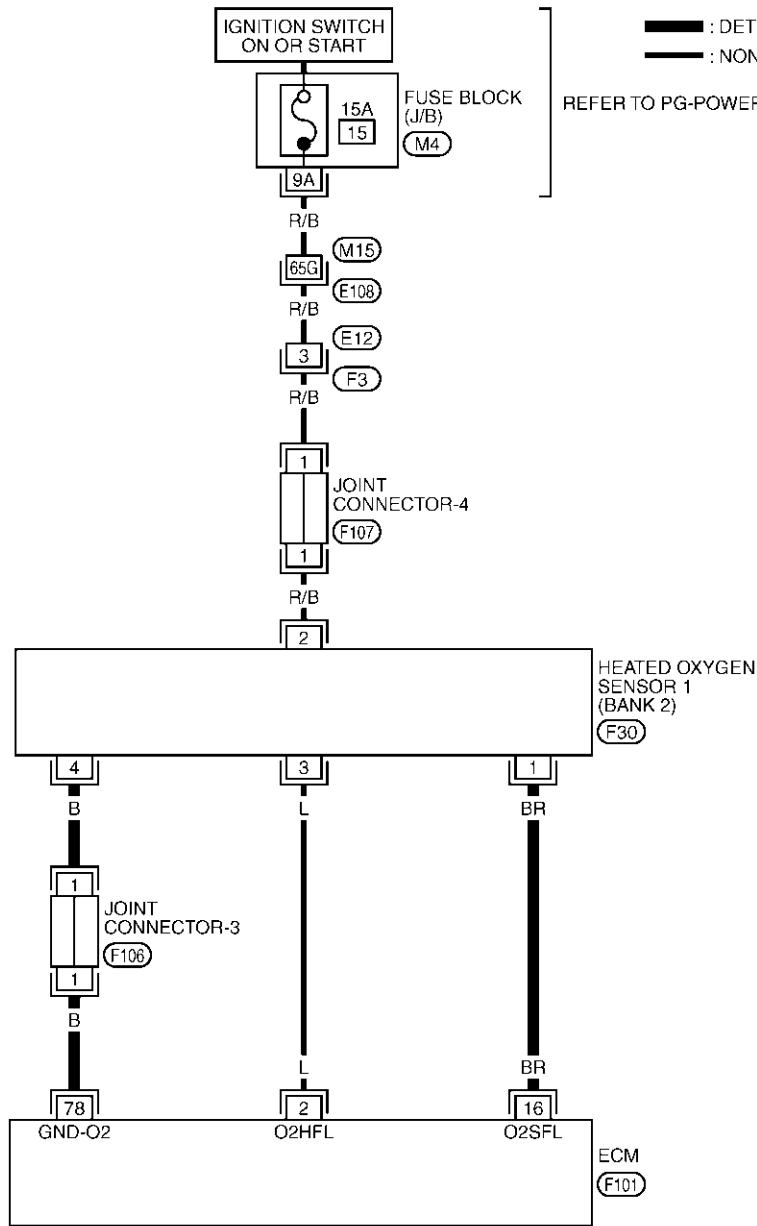 IGNITION SWITCH
ON OR START
: DET
: NON
FUSE BLOCK
(J/B)
M4
15A
15
REFER TO PG-POWER
9A
R/B
M15
65G
E108
R/B
E12
3
F3
R/B
1
JOINT
CONNECTOR-4
F107
1
R/B
2
HEATED OXYGEN
SENSOR 1
(BANK 2)
F30
4 3 1
B L BR
1
JOINT
CONNECTOR-3
F106
1
B
L BR
78 2 16
GND-O2 O2HFL O2SFL
ECM
F101